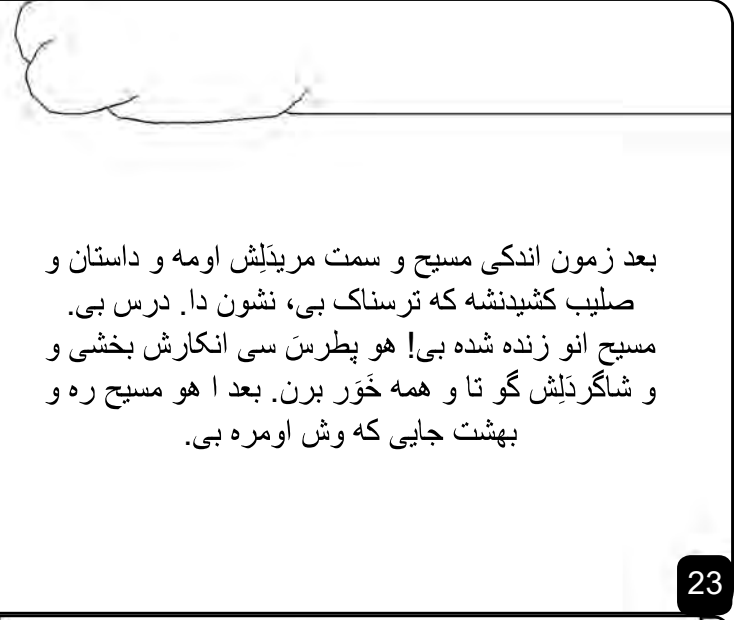 بعد زمون اندکی مسیح و سمت مریدَلِش اومه و داستان و
صلیب کشیدنشه که ترسناک بی، نشون دا. درس بی.
مسیح انو زنده شده بی! هو پِطرسَ سی انکارش بخشی و
و شاگردَلِش گو تا و همه خَوَر برن. بعد ا هو مسیح ره و
بهشت جایی که وش اومره بی.
23